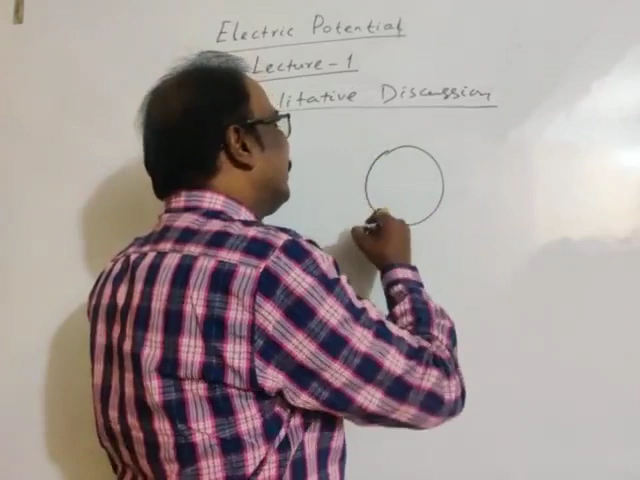 Electric Potential
Lecture-1
litative Discussion